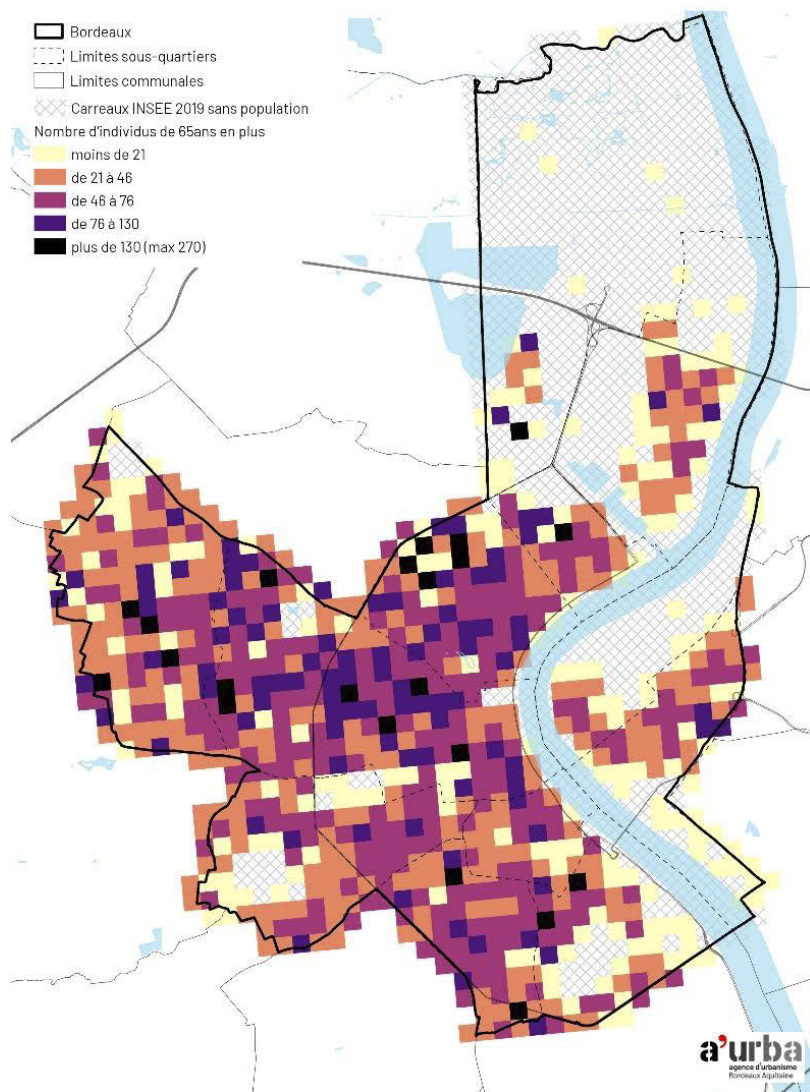 Bordeaux
Limites sous-quartiers
Limites communales
Carreaux INSEE 2019 sans population
Nombre d'individus de 65ans en plus
moins de 21
de 21 à 46
de 46 à 76
de 76 à 130
plus de 130 (max 270)
a'urba
agence d'urbanisme
Bordeaux Aquitaine